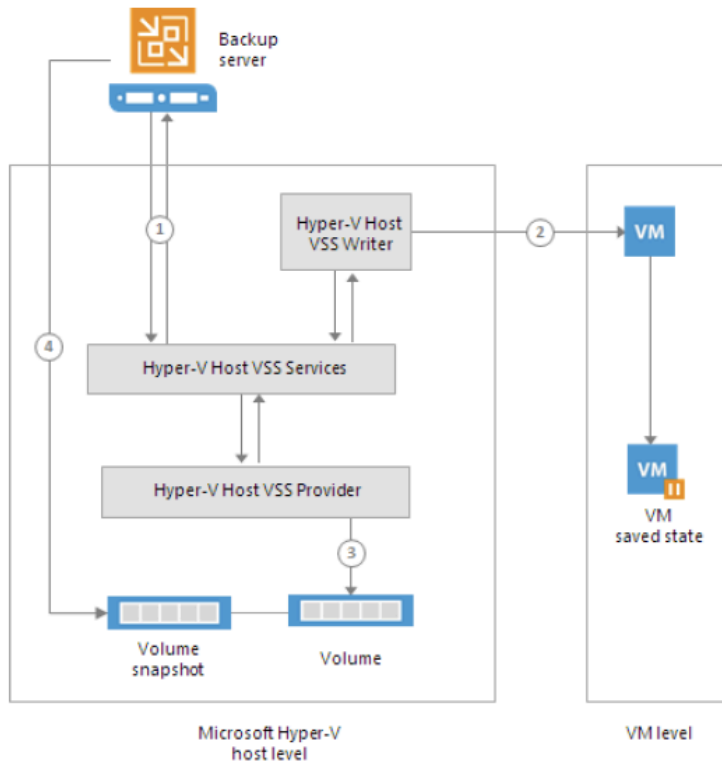 Backup
server
1
Hyper-V Host
VSS Writer
2
VM
4
Hyper-V Host VSS Services
Hyper-V Host VSS Provider
VM
VM
saved state
3
Volume
snapshot
Volume
Microsoft Hyper-V
host level
VM level